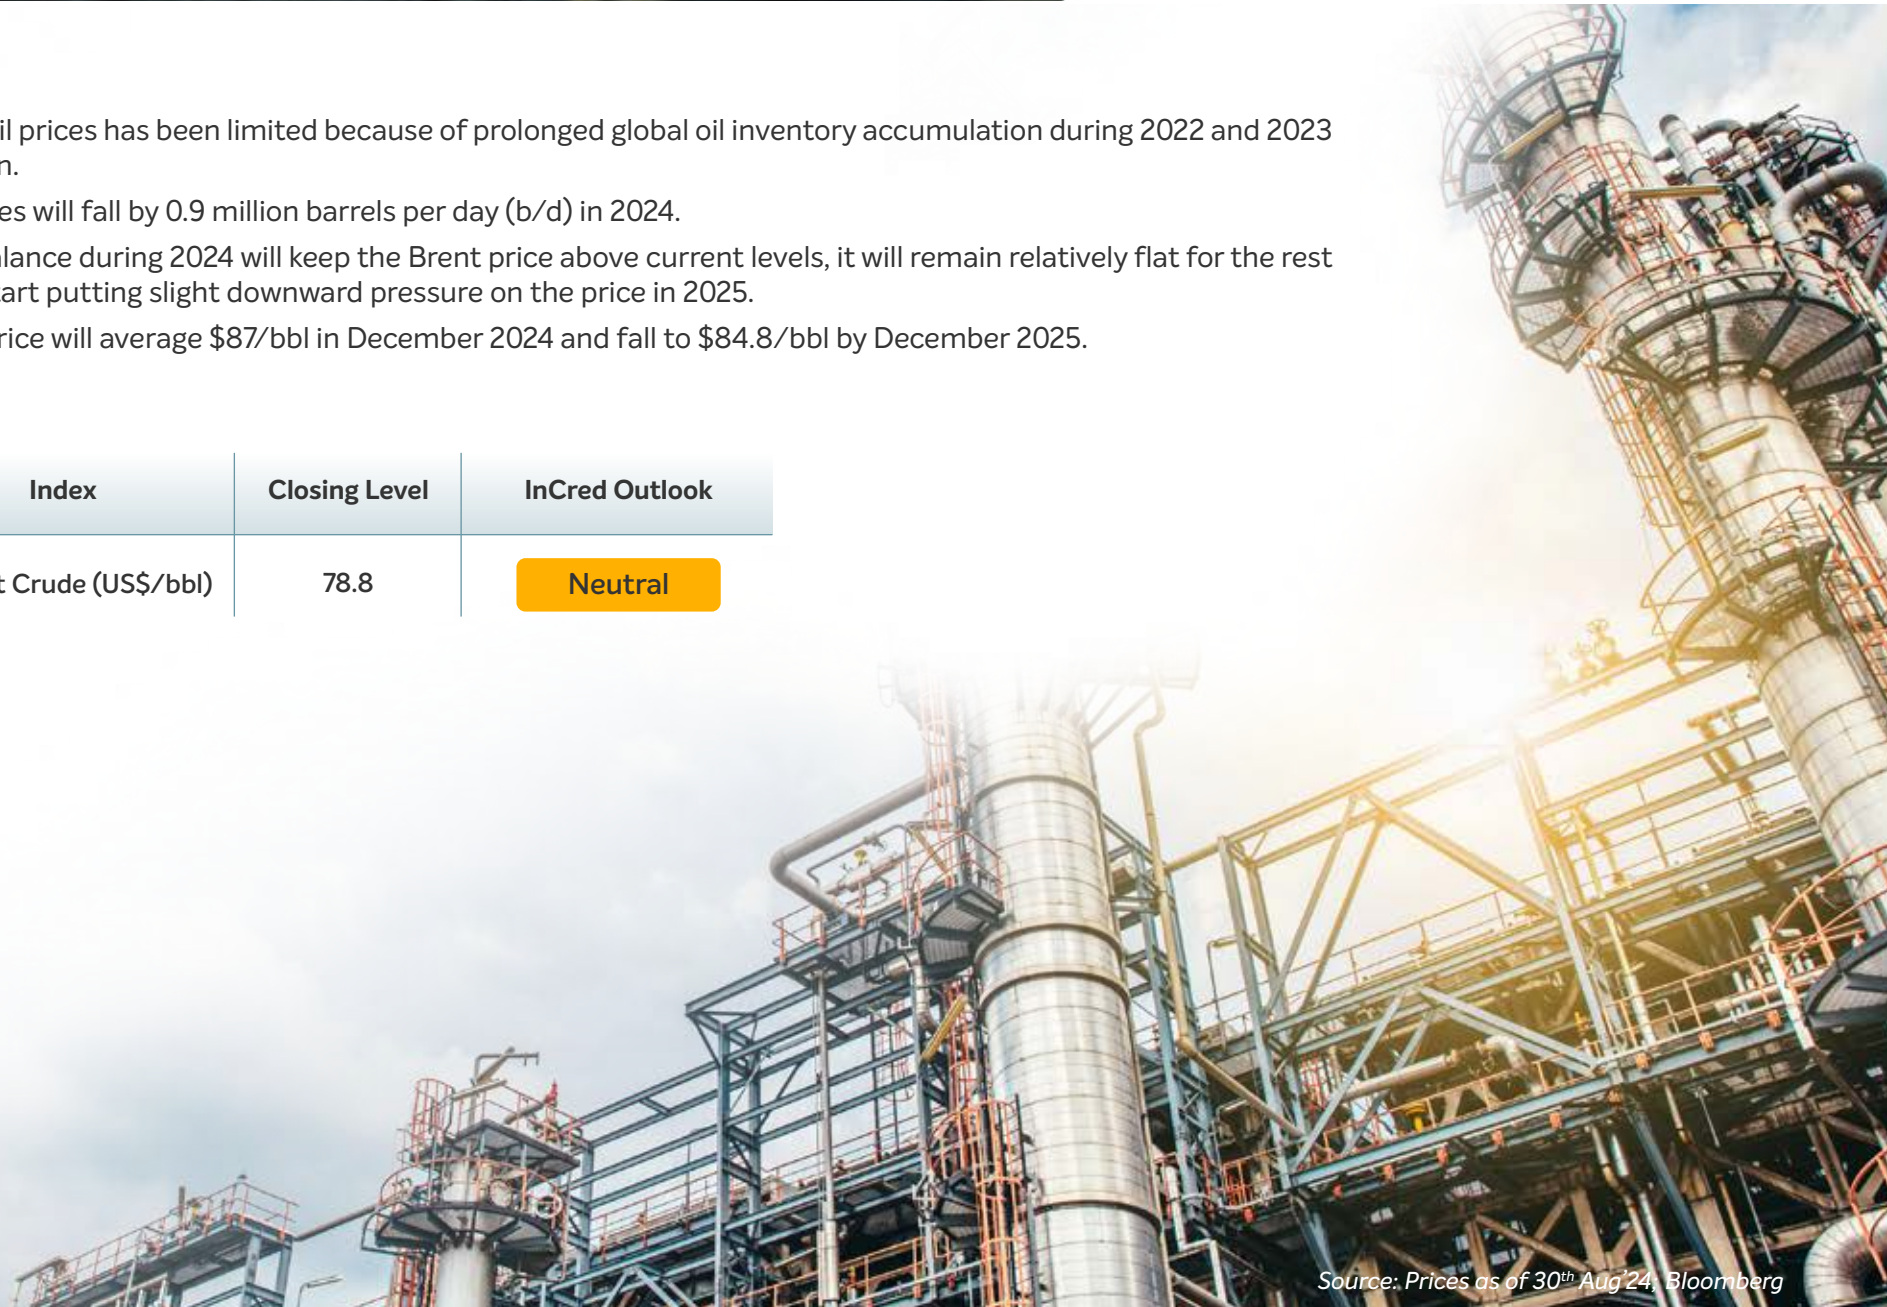 il prices has been limited because of prolonged global oil inventory accumulation during 2022 and 2023
n.
es will fall by 0.9 million barrels per day (b/d) in 2024.
alance during 2024 will keep the Brent price above current levels, it will remain relatively flat for the rest
tart putting slight downward pressure on the price in 2025.
rice will average $87/bbl in December 2024 and fall to $84.8/bbl by December 2025.
Index Closing Level InCred Outlook
t Crude (US$/bbl) 78.8 Neutral
Source: Prices as of 30th Aug'24; Bloomberg